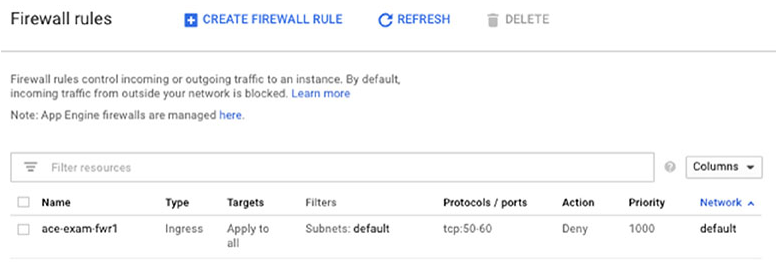 Firewall rules CREATE FIREWALL RULE REFRESH DELETE
Firewall rules control incoming or outgoing traffic to an instance. By default,
incoming traffic from outside your network is blocked. Learn more
Note: App Engine firewalls are managed here.
Filter resources Columns
Name Type Targets Filters Protocols / ports Action Priority Network
ace-exam-fwr1 Ingress Apply to Subnets: default tcp:50-60 Deny 1000 default
all